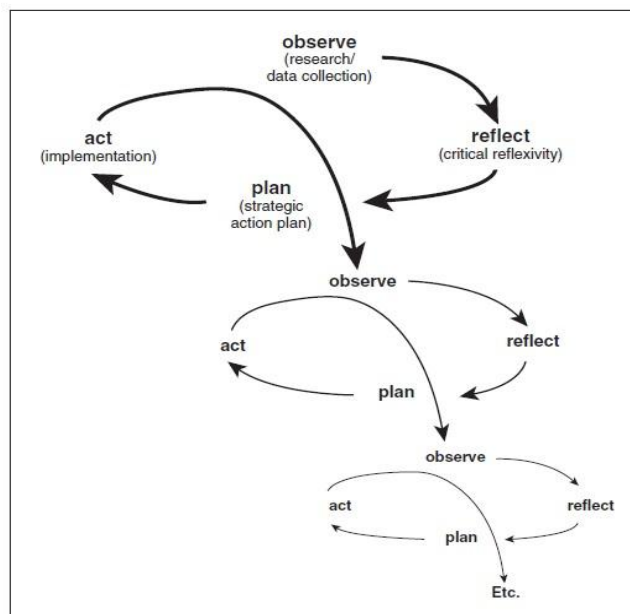 observe
(research/
data collection)
reflect
(critical reflexivity)
plan
(strategic
action plan)
act
(implementation)
observe
reflect
plan
act
observe
reflect
plan
act
Etc.